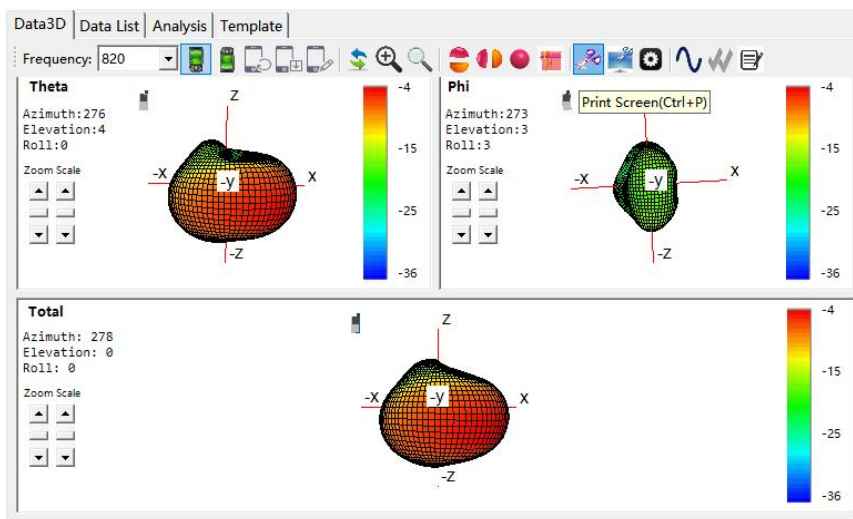 Data3D Data List Analysis Template
Frequency: 820
Theta
Azimuth:276
Elevation:4
Roll:0
Zoom Scale
Z
-X
-y
X
-Z
-4
-15
-25
-36
Phi
Azimuth:273
Elevation:3
Roll:3
Zoom Scale
Print Screen(Ctrl+P)
-X
-y
X
-Z
-4
-15
-25
-36
Total
Azimuth: 278
Elevation: 0
Roll: 0
Zoom Scale
Z
-X
-y
X
-Z
-4
-15
-25
-36